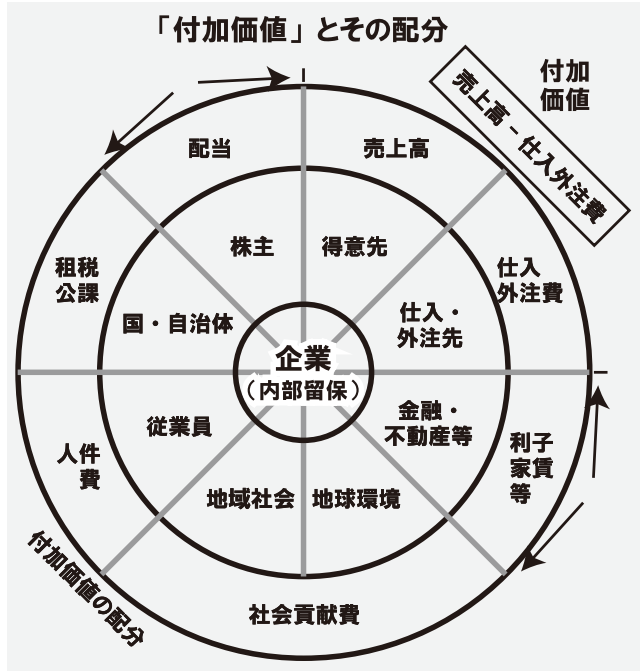 「付加価値」とその配分
付加
価値
売上高－仕入外注費
配当
売上高
株主
得意先
租税
公課
国・自治体
仕入・
外注先
仕入
外注費
企業
（内部留保）
従業員
金融・
不動産等
人件
費
利子
家賃
等
地域社会
地球環境
付加価値の配分
社会貢献費